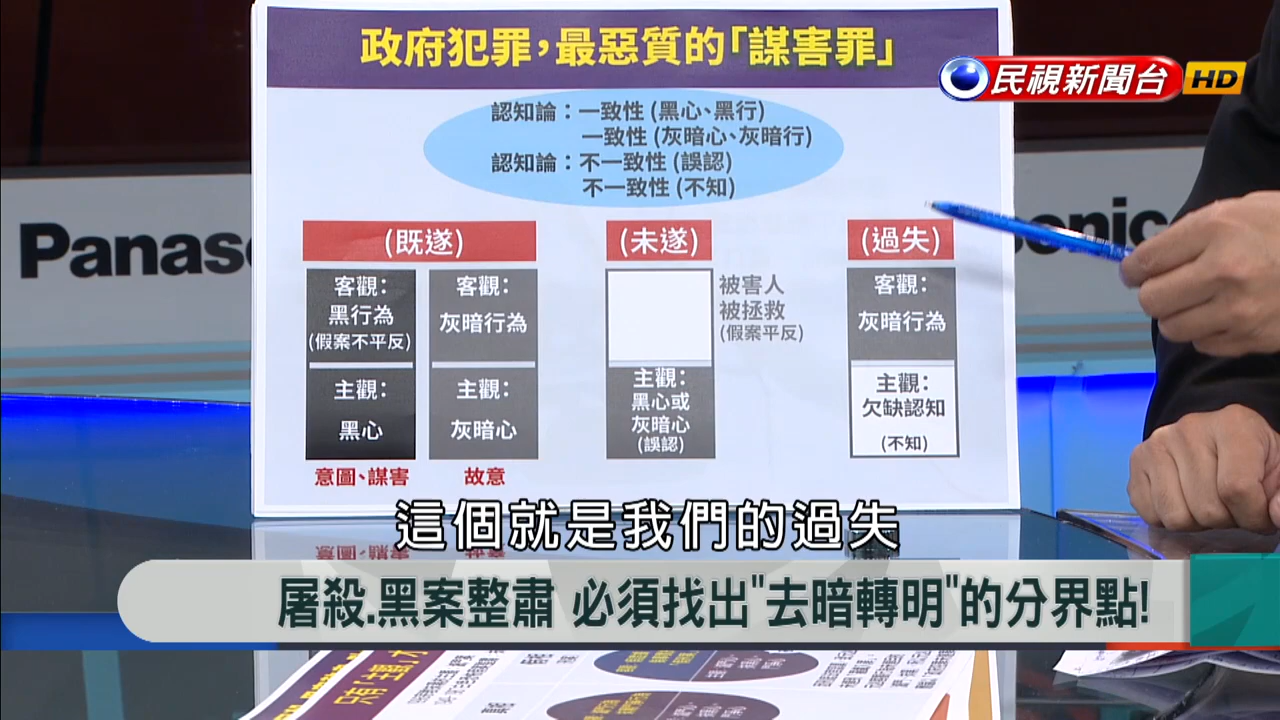 政府犯罪，最惡質的「謀害罪」
民視新聞台 HD
認知論：一致性 (黑心、黑行)
一致性 (灰暗心、灰暗行)
認知論：不一致性 (誤認)
不一致性 (不知)
Panaso
sonic
(既遂)
(未遂)
(過失)
客觀：
黑行為
(假案不平反)
主觀：
黑心
意圖、謀害
客觀：
灰暗行為
主觀：
灰暗心
故意
被害人
被拯救
(假案平反)
主觀：
黑心或
灰暗心
(誤認)
客觀：
灰暗行為
主觀：
欠缺認知
(不知)
這個就是我們的過失
屠殺.黑案整肅 必須找出"去暗轉明"的分界點!